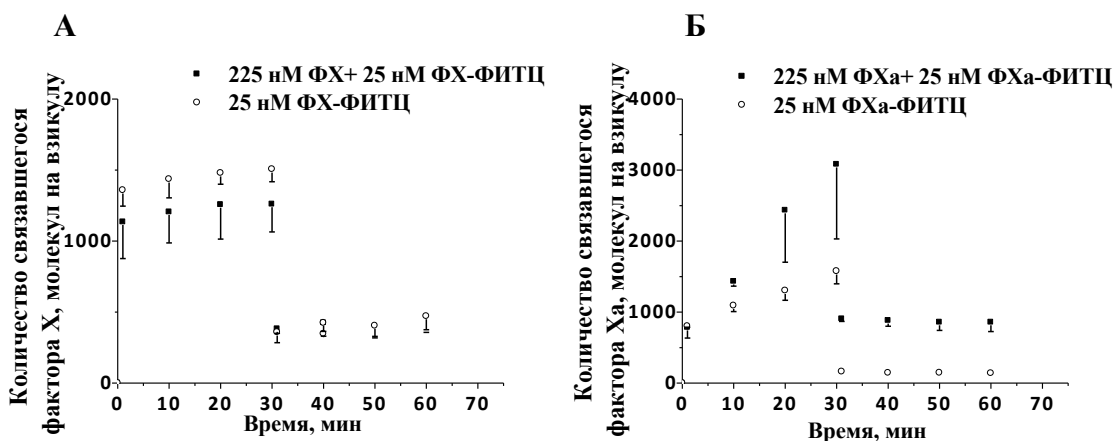 А
225 нМ ФХ+ 25 нМ ФХ-ФИТЦ
25 нМ ФХ-ФИТЦ
Количество связавшегося
фактора X, молекул на взикулу
2000
1000
0
0 10 20 30 40 50 60 70
Время, мин
Б
225 нМ ФХа+ 25 нМ ФХа-ФИТЦ
25 нМ ФХа-ФИТЦ
Количество связавшегося
фактора Xa, молекул на взикулу
4000
3000
2000
1000
0
0 10 20 30 40 50 60 70
Время, мин